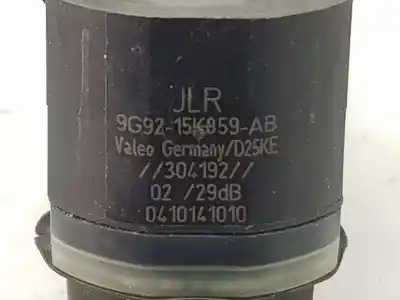 JLR
9G92-15K859-AB
Valeo Germany/D25KE
//304192//
02 /29dB
0410141010